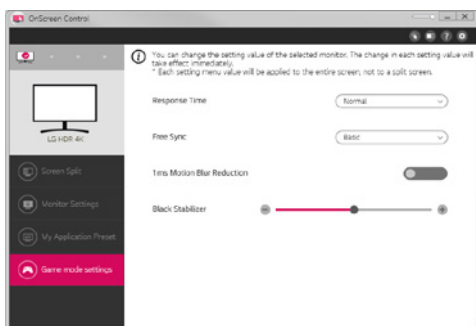 OnScreen Control
You can change the setting value of the selected monitor. The change in each setting value will
take effect immediately.
* Each setting menu value will be applied to the entire screen; not to a split screen.
Response Time
Normal
Free Sync
Basic
LG HDR 4K
1ms Motion Blur Reduction
Screen Split
Monitor Settings
Black Stabilizer
My Application Preset
Game mode settings